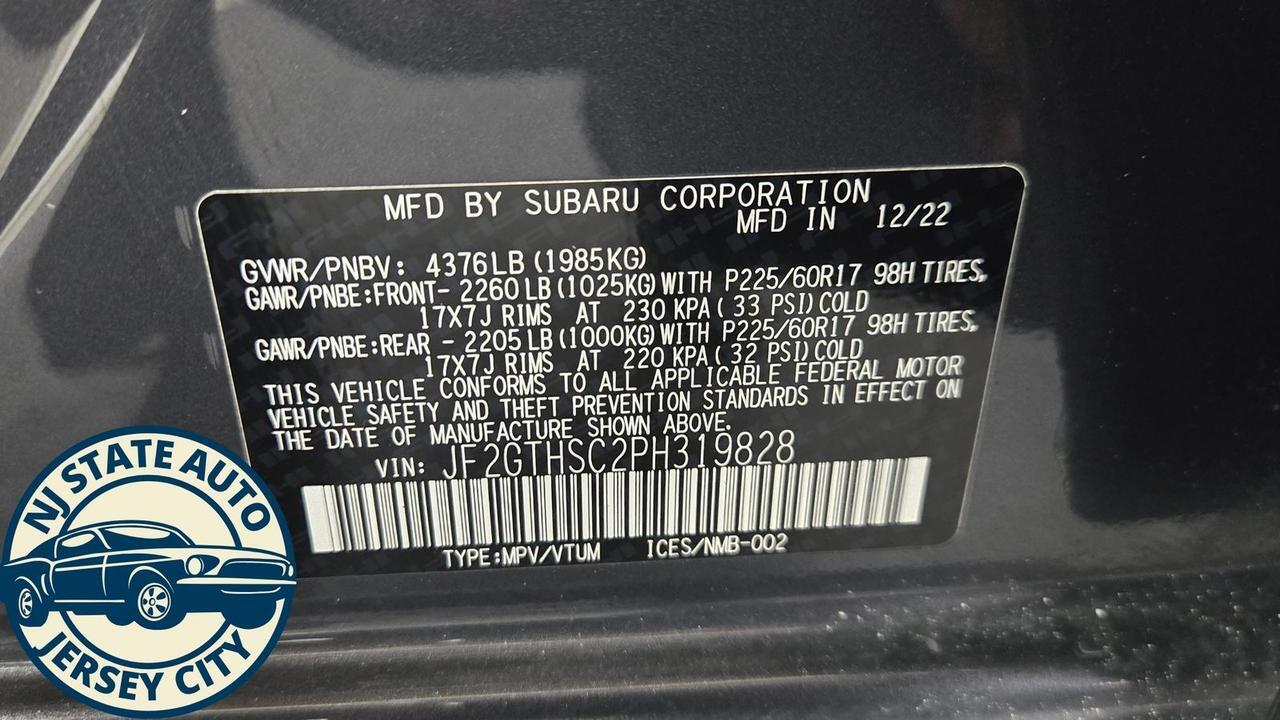 MFD BY SUBARU CORPORATION
MFD IN 12/22
GVWR/PNBV: 4376LB (1985KG)
GAWR/PNBE:FRONT- 2260 LB (1025KG) WITH P225/60R17 98H TIRES,
17X7J RIMS AT 230 KPA ( 33 PSI) COLD
GAWR/PNBE:REAR - 2205 LB (1000KG) WITH P225/60R17 98H TIRES,
17X7J RIMS AT 220 KPA ( 32 PSI) COLD
THIS VEHICLE CONFORMS TO ALL APPLICABLE FEDERAL MOTOR
VEHICLE SAFETY AND THEFT PREVENTION STANDARDS IN EFFECT ON
THE DATE OF MANUFACTURE SHOWN ABOVE.
VIN: JF2GTHSC2PH319828
TYPE:MPV/VTUM ICES/NMB-002
NJ STATE AUTO
JERSEY CITY